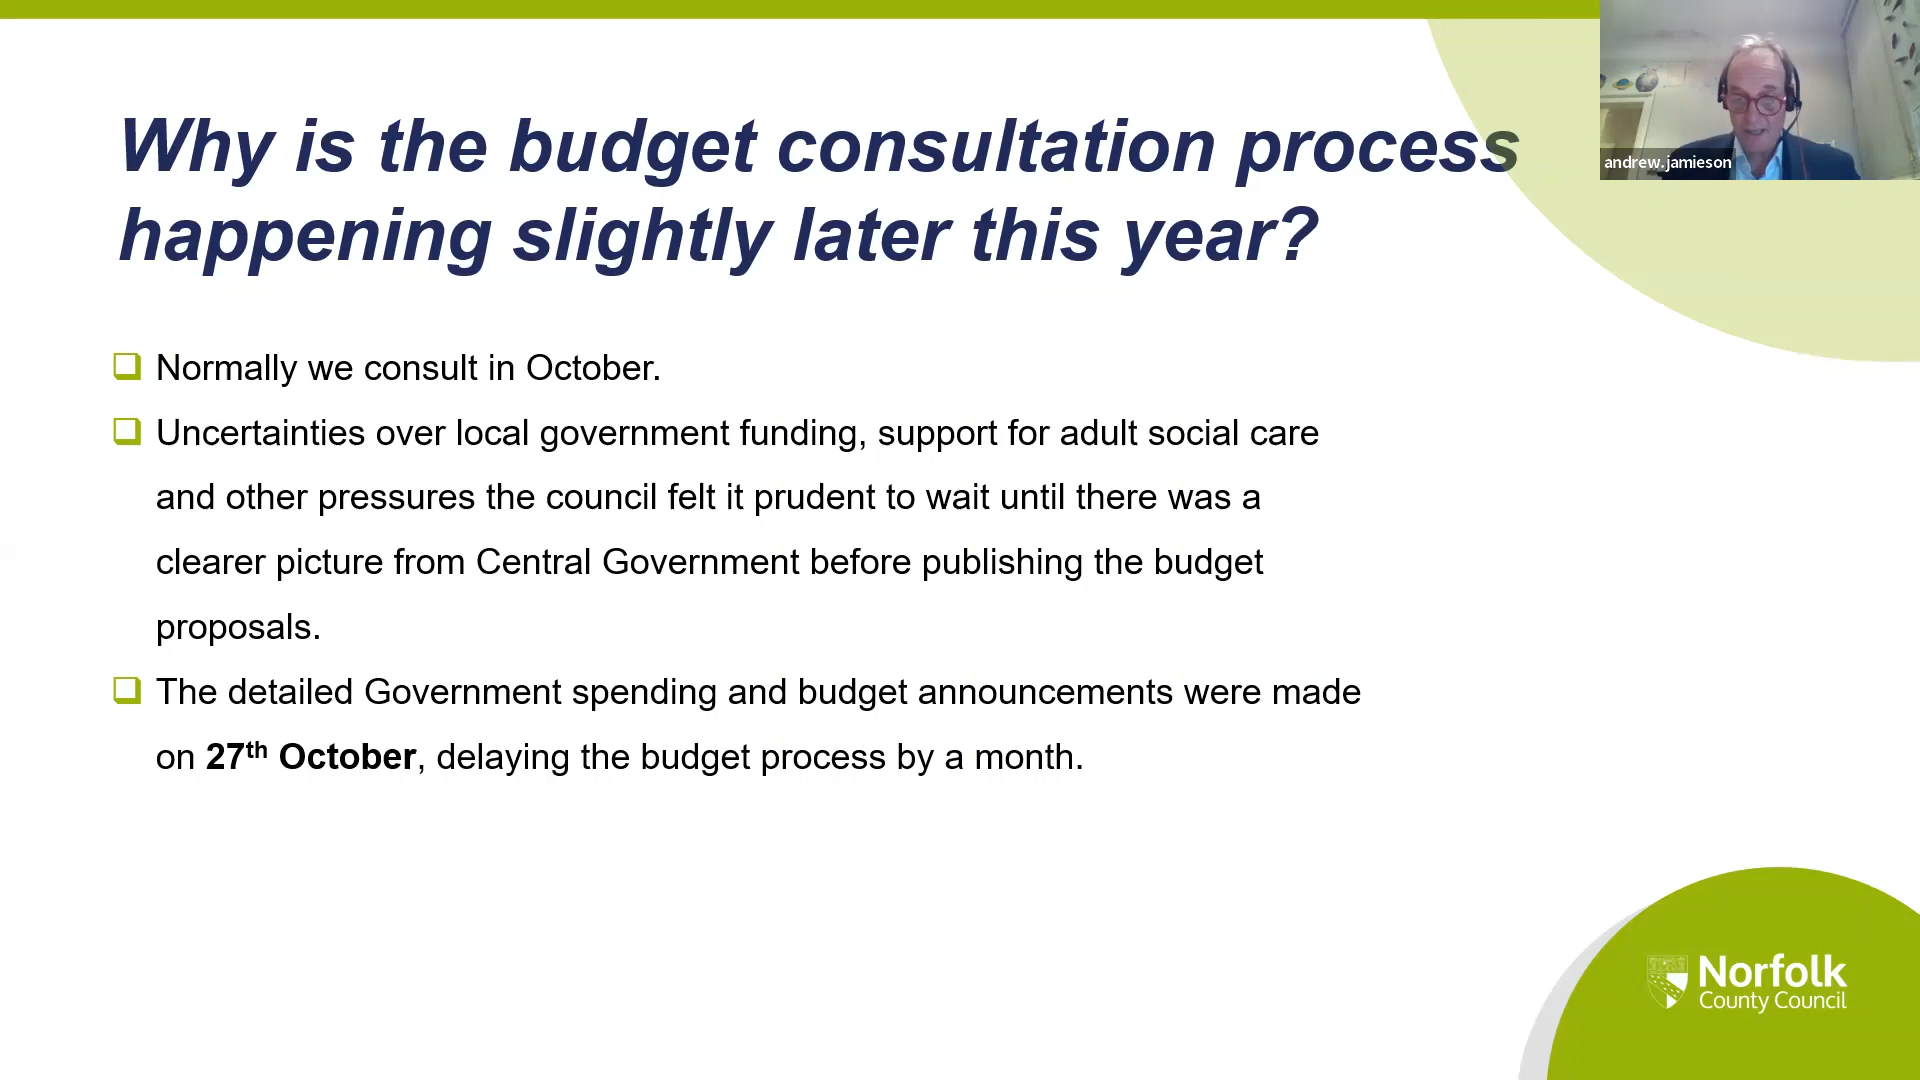 Why is the budget consultation process
happening slightly later this year?
andrew.jamieson
Normally we consult in October.
Uncertainties over local government funding, support for adult social care
and other pressures the council felt it prudent to wait until there was a
clearer picture from Central Government before publishing the budget
proposals.
The detailed Government spending and budget announcements were made
on 27th October, delaying the budget process by a month.
Norfolk
County Council